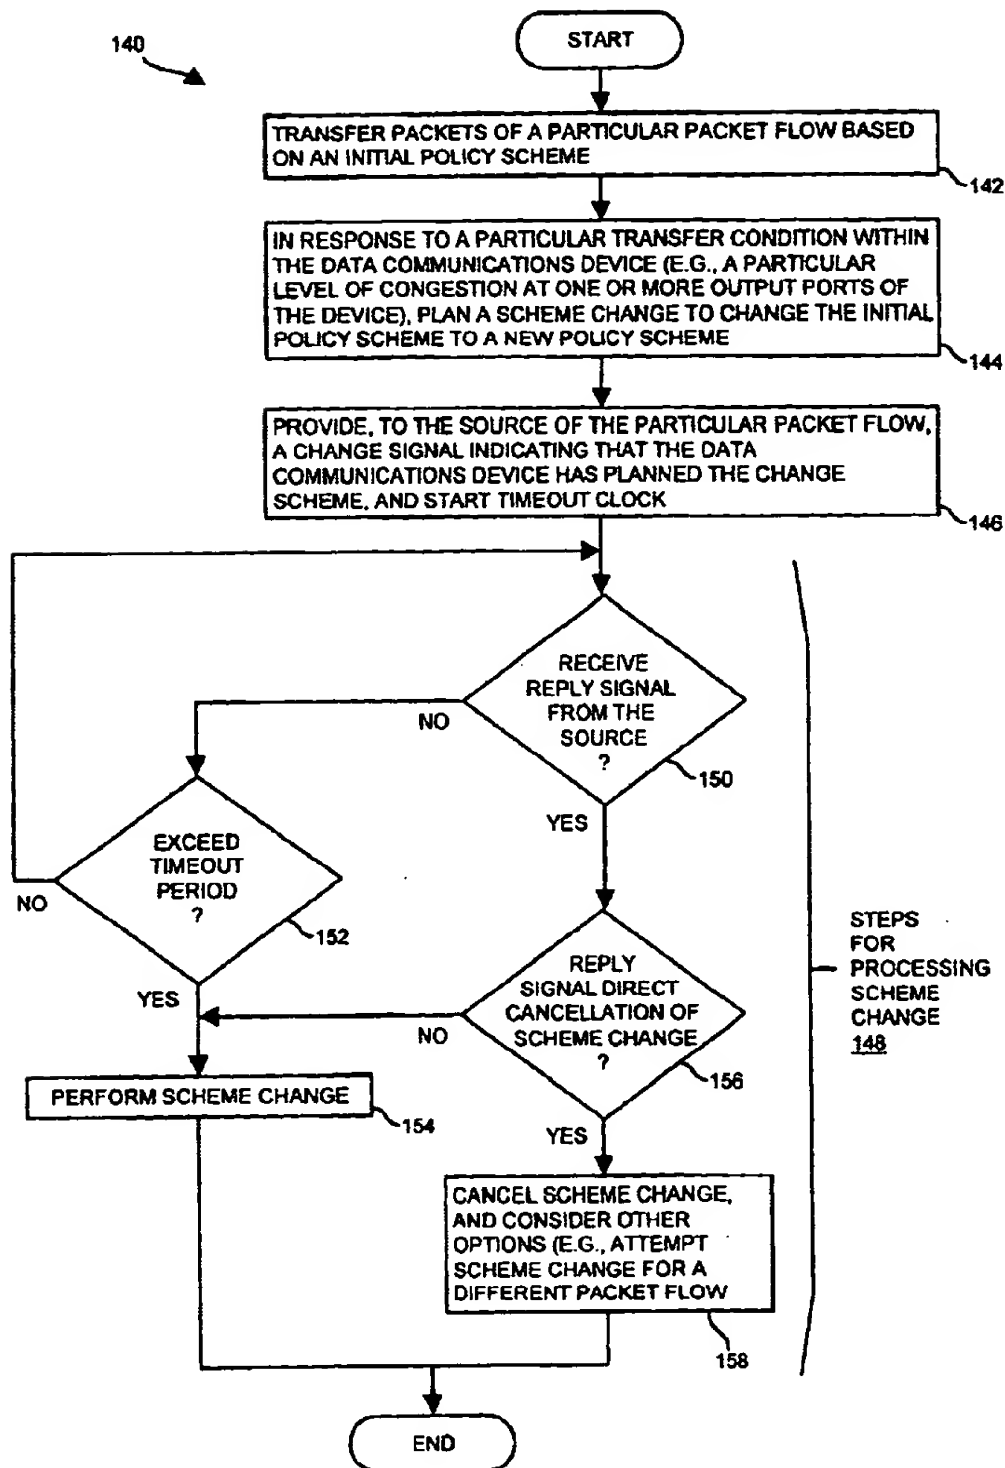 START
140
TRANSFER PACKETS OF A PARTICULAR PACKET FLOW BASED
ON AN INITIAL POLICY SCHEME
142
IN RESPONSE TO A PARTICULAR TRANSFER CONDITION WITHIN
THE DATA COMMUNICATIONS DEVICE (E.G., A PARTICULAR
LEVEL OF CONGESTION AT ONE OR MORE OUTPUT PORTS OF
THE DEVICE), PLAN A SCHEME CHANGE TO CHANGE THE INITIAL
POLICY SCHEME TO A NEW POLICY SCHEME
144
PROVIDE, TO THE SOURCE OF THE PARTICULAR PACKET FLOW,
A CHANGE SIGNAL INDICATING THAT THE DATA
COMMUNICATIONS DEVICE HAS PLANNED THE CHANGE
SCHEME, AND START TIMEOUT CLOCK
146
RECEIVE
REPLY SIGNAL
FROM THE
SOURCE
?
150
NO
YES
EXCEED
TIMEOUT
PERIOD
?
152
NO
YES
REPLY
SIGNAL DIRECT
CANCELLATION OF
SCHEME CHANGE
?
156
NO
YES
STEPS
FOR
PROCESSING
SCHEME
CHANGE
148
PERFORM SCHEME CHANGE
154
CANCEL SCHEME CHANGE,
AND CONSIDER OTHER
OPTIONS (E.G., ATTEMPT
SCHEME CHANGE FOR A
DIFFERENT PACKET FLOW
158
END